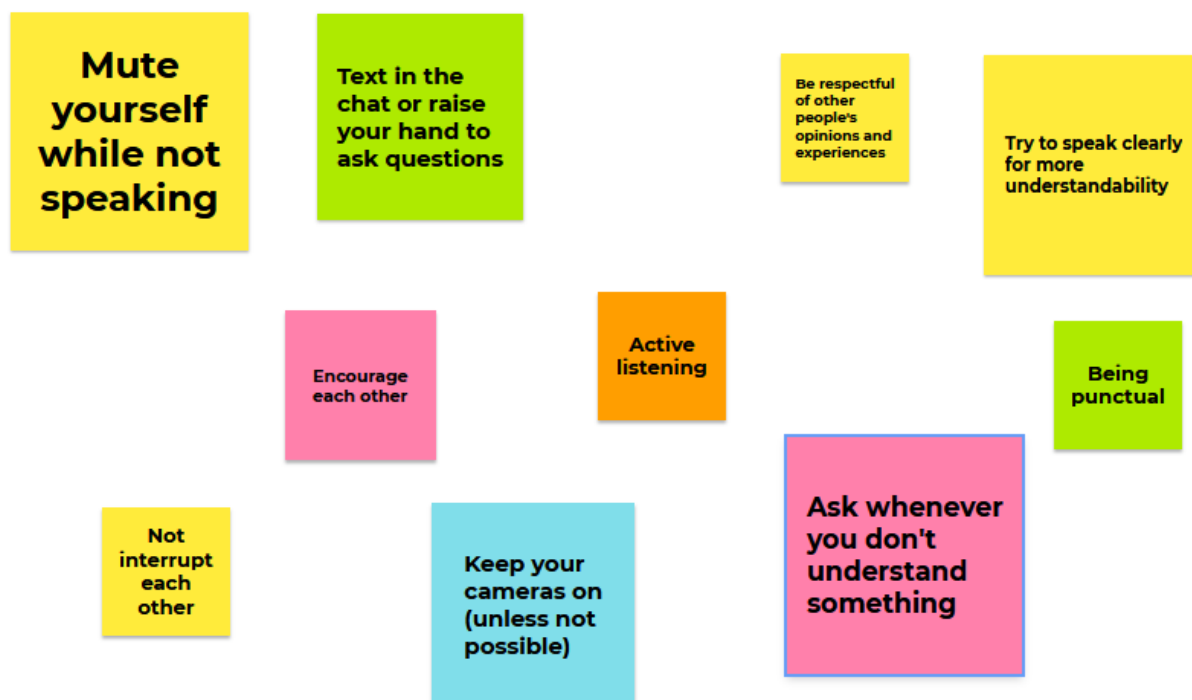 Mute
yourself
while not
speaking
Text in the
chat or raise
your hand to
ask questions
Be respectful
of other
people's
opinions and
experiences
Try to speak clearly
for more
understandability
Encourage
each other
Active
listening
Being
punctual
Not
interrupt
each
other
Keep your
cameras on
(unless not
possible)
Ask whenever
you don't
understand
something